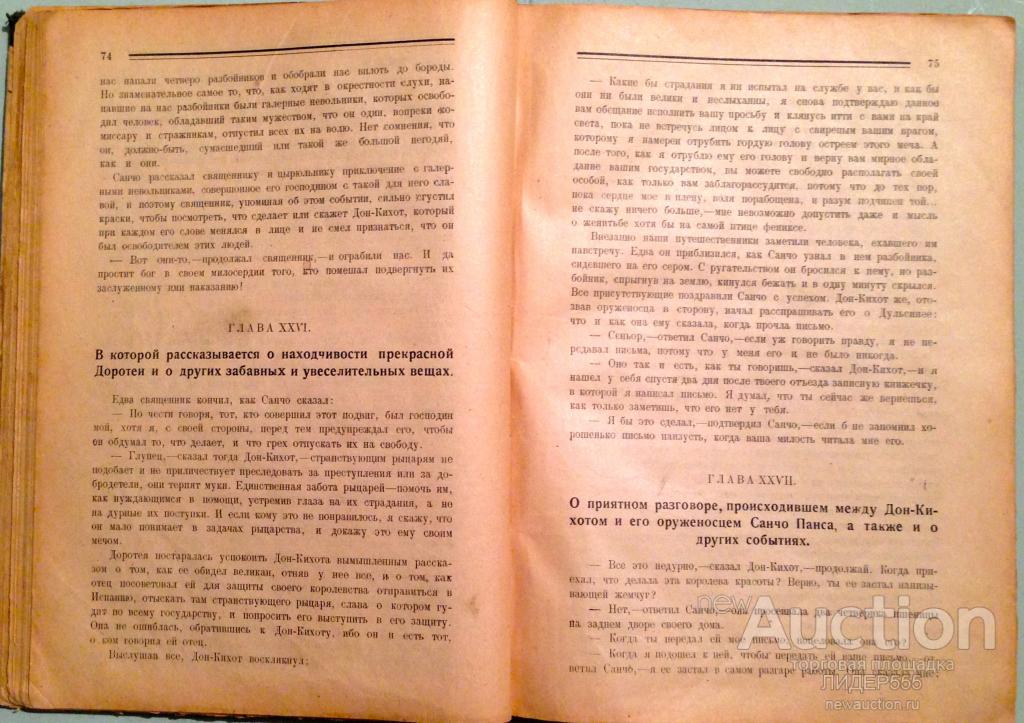 74
нас напали четверо разбойников и обобрали нас вплоть до бороды.
Но знаменательное самое то, что, как ходят в окрестности слухи, на-
павшие на нас разбойники были галерные невольники, которых освобо-
дил человек, обладавший таким мужеством, что он один, вопреки ко-
миссару и стражникам, отпустил всех их на волю. Нет сомнения, что
он, должно-быть, сумасшедший или такой же большой негодяй,
как и они.
Санчо рассказал священнику и цырюльнику приключение с галер-
ными невольниками, совершонное его господином с такой для него сла-
вой, и поэтому священник, упоминая об этом событии, сильно сгустил
краски, чтобы посмотреть, что сделает или скажет Дон-Кихот, который
при каждом его слове менялся в лице и не смел признаться, что он
был освободителем этих людей.
— Вот они-то,—продолжал священник,—и ограбили нас. И да
простит бог в своем милосердии того, кто помешал подвергнуть их
заслуженному ими наказанию!
ГЛАВА XXVI.
В которой рассказывается о находчивости прекрасной
Доротеи и о других забавных и увеселительных вещах.
Едва священник кончил, как Санчо сказал:
— По чести говоря, тот, кто совершил этот подвиг, был господин
мой, хотя я, с своей стороны, перед тем предупреждал его, чтобы
он обдумал то, что делает, и что грех отпускать их на свободу.
— Глупец,—сказал тогда Дон-Кихот,—странствующим рыцарям не
подобает и не приличествует преследовать за преступления или за до-
бродетели, они терпят муки. Единственная забота рыцарей—помочь им,
как нуждающимся в помощи, устремив глаза на их страдания, а не
на дурные их поступки. И если кому это не понравилось, я скажу, что
он мало понимает в задачах рыцарства, и докажу это ему своим
мечом.
Доротея постаралась успокоить Дон-Кихота вымышленным расска-
зом о том, как ее обидел великан, отняв у нее все, и о том, как
отец посоветовал ей для защиты своего королевства отправиться в
Испанию, отыскать там странствующего рыцаря, слава о котором гу-
дит по всему государству, и попросить его выступить в его защиту.
Она не ошиблась, обратившись к Дон-Кихоту, ибо он и есть тот,
о ком говорил ей отец.
Выслушав все, Дон-Кихот воскликнул:
75
— Какие бы страдания я ни испытал на службе у вас, и как бы
они ни были велики и неслыханны, я снова подтверждаю данное
вам обещание исполнить вашу просьбу и клянусь итти с вами на край
света, пока не встречусь лицом к лицу с свирепым вашим врагом,
которому я намерен отрубить гордую голову острием этого меча. А
после того, как я отрублю ему его голову и верну вам мирное обла-
дание вашим государством, вы можете свободно располагать своей
особой, как только вам заблагорассудится, потому что до тех пор,
пока сердце мое в плену, воля порабощена, и разум подчинен той...
не скажу ничего больше,—мне невозможно допустить даже и мысль
о женитьбе хотя бы на самой птице фениксе.
Внезапно наши путешественники заметили человека, ехавшего им
навстречу. Едва он приблизился, как Санчо узнал в нем разбойника,
сидевшего на его сером. С ругательством он бросился к нему, но раз-
бойник, спрыгнув на землю, кинулся бежать и в одну минуту скрылся.
Все присутствующие поздравили Санчо с успехом. Дон-Кихот же, ото-
звав оруженосца в сторону, начал расспрашивать его о Дульсинее:
что и как она ему сказала, когда прочла письмо.
— Сеньор,—ответил Санчо,—если уж говорить правду, я не пе-
редавал письма, потому что у меня его и не было никогда.
— Оно так и есть, как ты говоришь,—сказал Дон-Кихот,—и я
нашел у себя спустя два дня после твоего отъезда записную книжечку,
в которой я написал письмо. Я думал, что ты сейчас же вернешься,
как только заметишь, что его нет у тебя.
— Я бы это сделал,—подтвердил Санчо,—если б не запомнил хо-
рошенько письмо наизусть, когда ваша милость читала мне его.
ГЛАВА XXVII.
О приятном разговоре, происходившем между Дон-Ки-
хотом и его оруженосцем Санчо Панса, а также и о
других событиях.
— Все это недурно,—сказал Дон-Кихот,—продолжай. Когда при-
ехал, что делала эта королева красоты? Верно, ты ее застал нанизы-
вающей жемчуг?
— Нет,—ответил Санчо,—она просеивала два четверика пшеницы
на заднем дворе своего дома.
— Когда ты передал ей мое письмо, поцеловала она его?
— Когда я подошел к ней, чтобы передать ей ваше письмо,
ветил Санчо,—я ее застал в самом разгаре работы.
newAuction
торговая площадка
ЛИДЕР555
newauction.ru